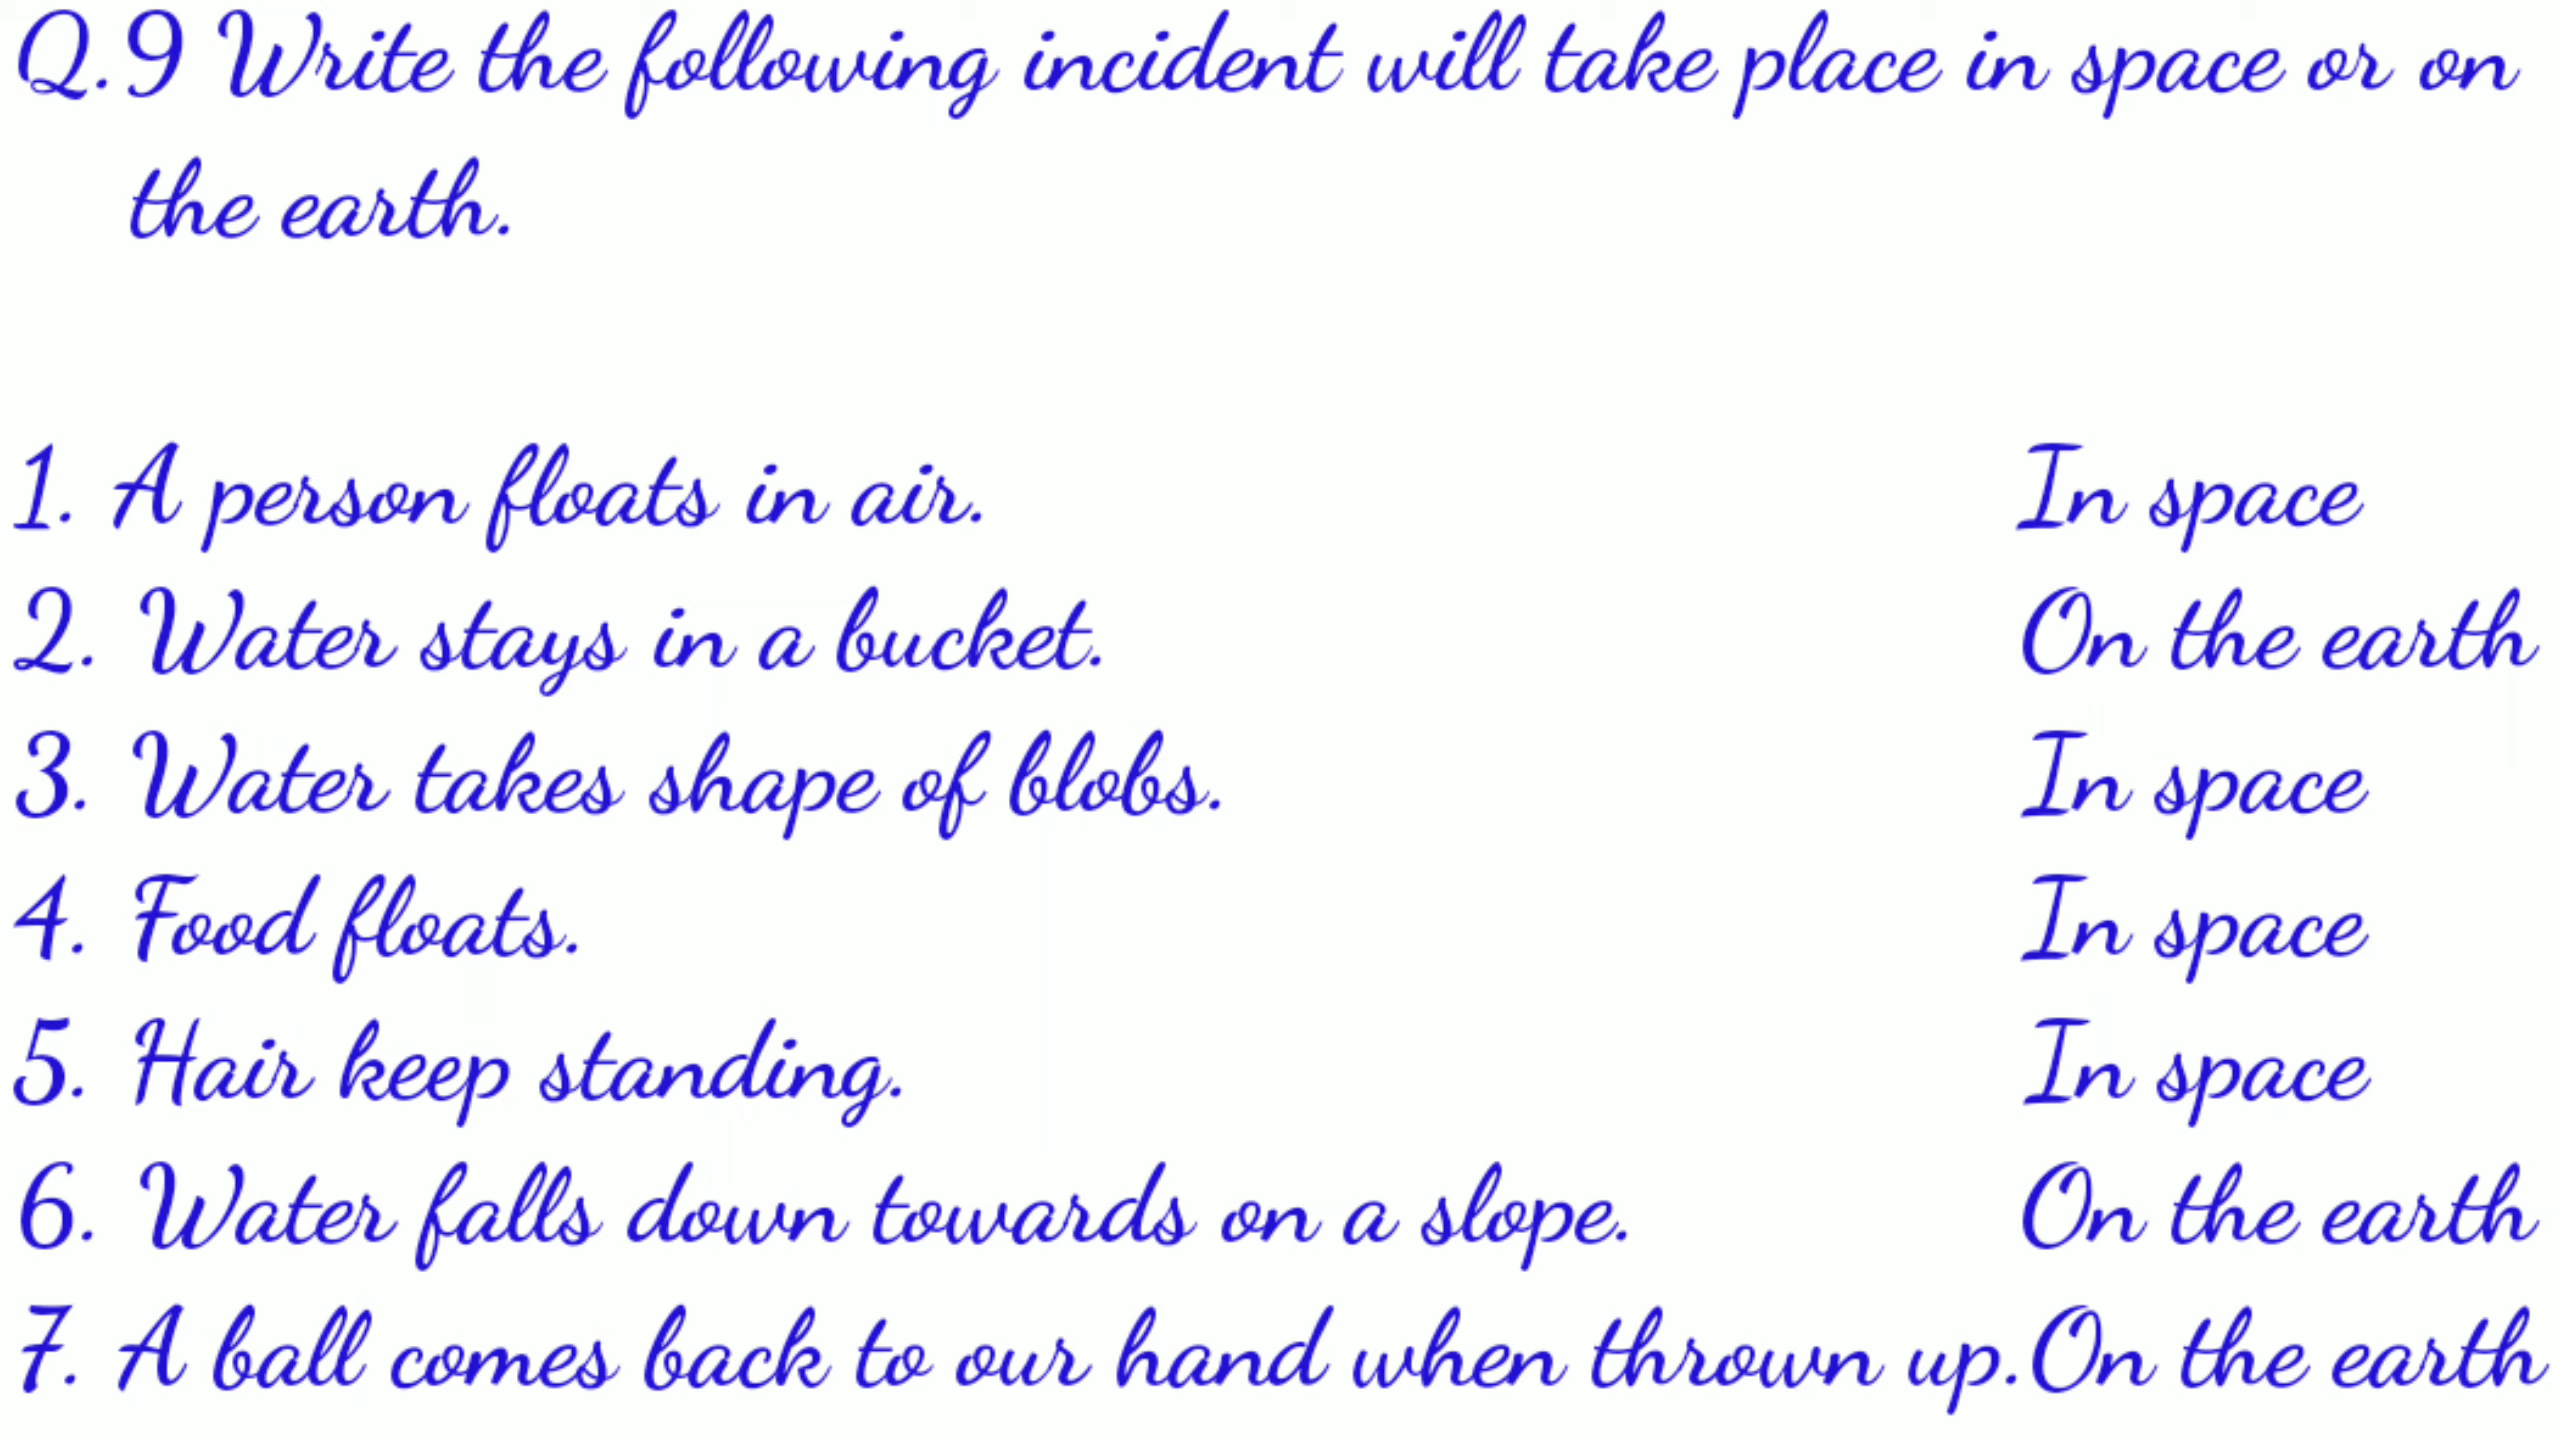 Q.9 Write the following incident will take place in space or on
the earth.
1. A person floats in air. In space
2. Water stays in a bucket. On the earth
3. Water takes shape of blobs. In space
4. Food floats. In space
5. Hair keep standing. In space
6. Water falls down towards on a slope. On the earth
7. A ball comes back to our hand when thrown up. On the earth